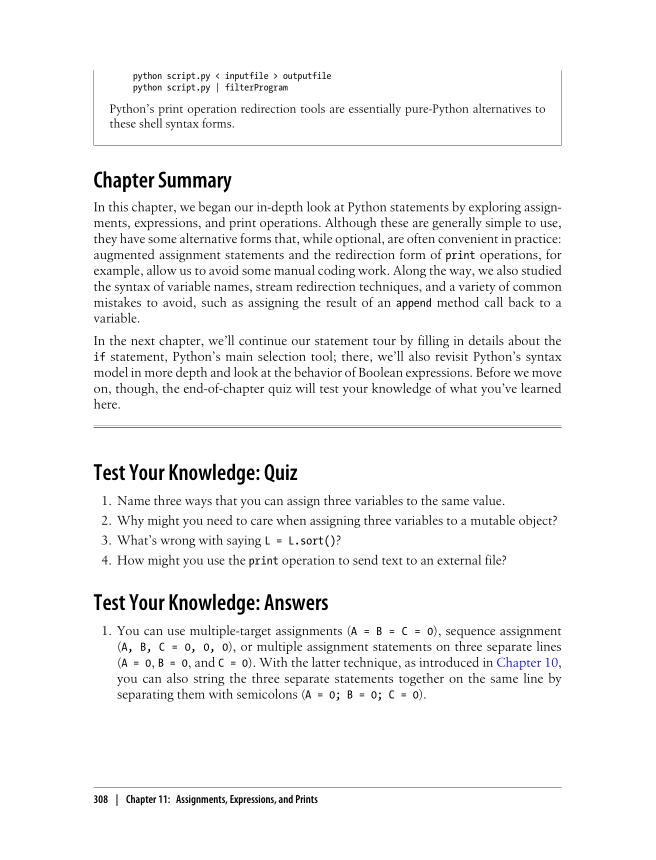 python script.py < inputfile > outputfile
python script.py | filterProgram
Python’s print operation redirection tools are essentially pure-Python alternatives to
these shell syntax forms.
Chapter Summary
In this chapter, we began our in-depth look at Python statements by exploring assign-
ments, expressions, and print operations. Although these are generally simple to use,
they have some alternative forms that, while optional, are often convenient in practice:
augmented assignment statements and the redirection form of print operations, for
example, allow us to avoid some manual coding work. Along the way, we also studied
the syntax of variable names, stream redirection techniques, and a variety of common
mistakes to avoid, such as assigning the result of an append method call back to a
variable.
In the next chapter, we’ll continue our statement tour by filling in details about the
if statement, Python’s main selection tool; there, we’ll also revisit Python’s syntax
model in more depth and look at the behavior of Boolean expressions. Before we move
on, though, the end-of-chapter quiz will test your knowledge of what you’ve learned
here.
Test Your Knowledge: Quiz
1. Name three ways that you can assign three variables to the same value.
2. Why might you need to care when assigning three variables to a mutable object?
3. What’s wrong with saying L = L.sort()?
4. How might you use the print operation to send text to an external file?
Test Your Knowledge: Answers
1. You can use multiple-target assignments (A = B = C = 0), sequence assignment
(A, B, C = 0, 0, 0), or multiple assignment statements on three separate lines
(A = 0, B = 0, and C = 0). With the latter technique, as introduced in Chapter 10,
you can also string the three separate statements together on the same line by
separating them with semicolons (A = 0; B = 0; C = 0).
308 | Chapter 11: Assignments, Expressions, and Prints